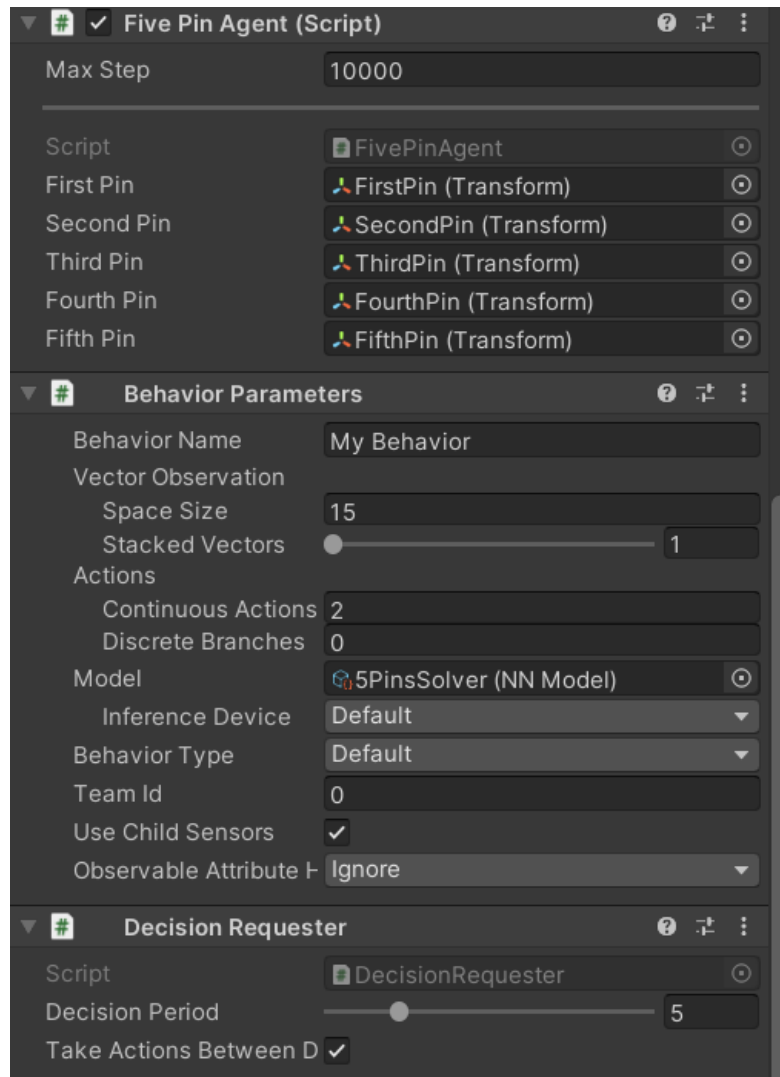 Five Pin Agent (Script)
Max Step 10000
Script FivePinAgent
First Pin FirstPin (Transform)
Second Pin SecondPin (Transform)
Third Pin ThirdPin (Transform)
Fourth Pin FourthPin (Transform)
Fifth Pin FifthPin (Transform)
Behavior Parameters
Behavior Name My Behavior
Vector Observation
Space Size 15
Stacked Vectors 1
Actions
Continuous Actions 2
Discrete Branches 0
Model 5PinsSolver (NN Model)
Inference Device Default
Behavior Type Default
Team Id 0
Use Child Sensors
Observable Attribute Ignore
Decision Requester
Script DecisionRequester
Decision Period 5
Take Actions Between D